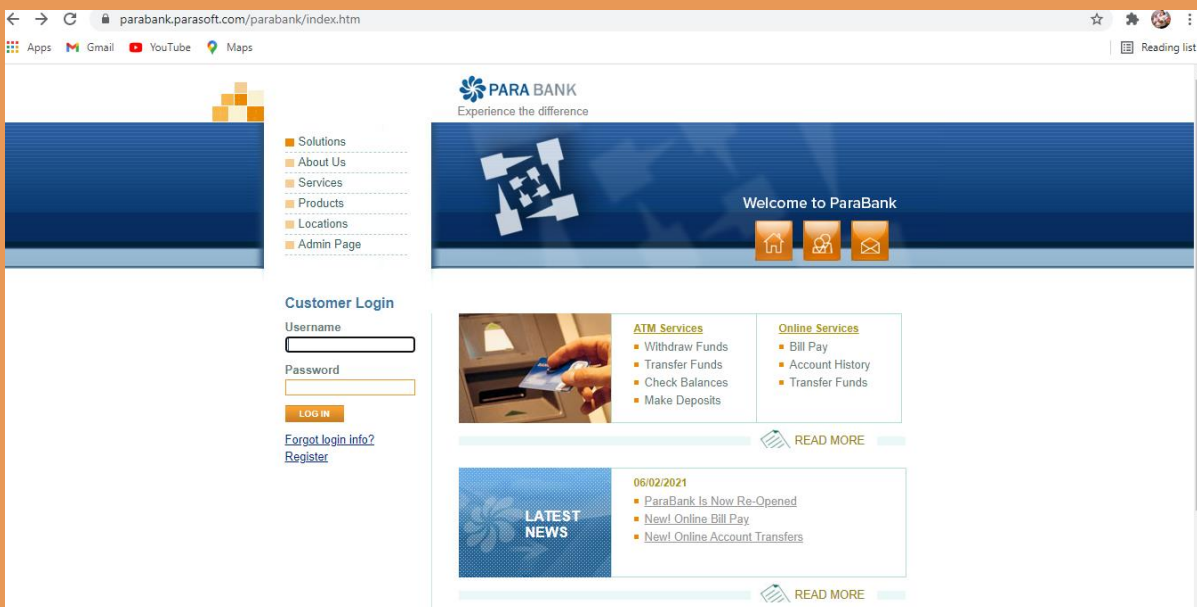 parabank.parasoft.com/parabank/index.htm
Apps Gmail YouTube Maps Reading list
PARA BANK
Experience the difference
Solutions
About Us
Services
Products
Locations
Admin Page
Welcome to ParaBank
Customer Login
Username
Password
LOG IN
Forgot login info?
Register
ATM Services
Withdraw Funds
Transfer Funds
Check Balances
Make Deposits
Online Services
Bill Pay
Account History
Transfer Funds
READ MORE
LATEST
NEWS
06/02/2021
ParaBank Is Now Re-Opened
New! Online Bill Pay
New! Online Account Transfers
READ MORE